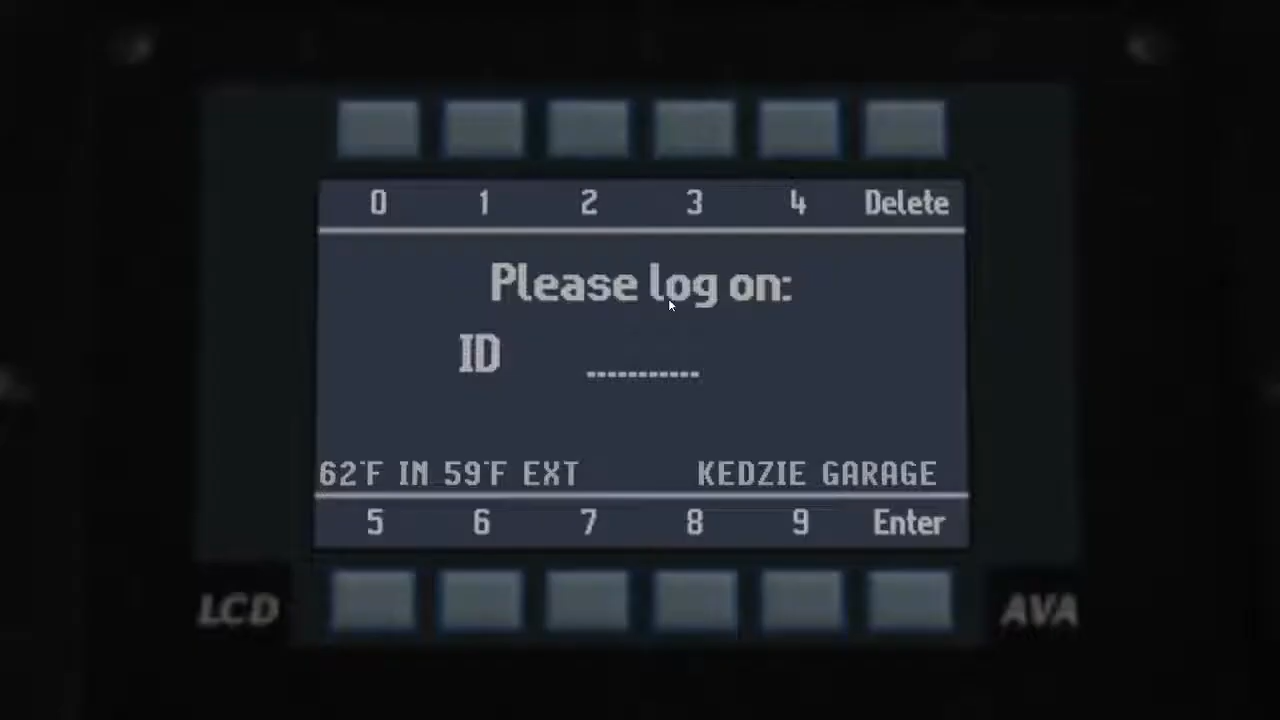 0 1 2 3 4 Delete
Please log on:
ID -----------
62°F IN 59°F EXT KEDZIE GARAGE
5 6 7 8 9 Enter
LCD AVA